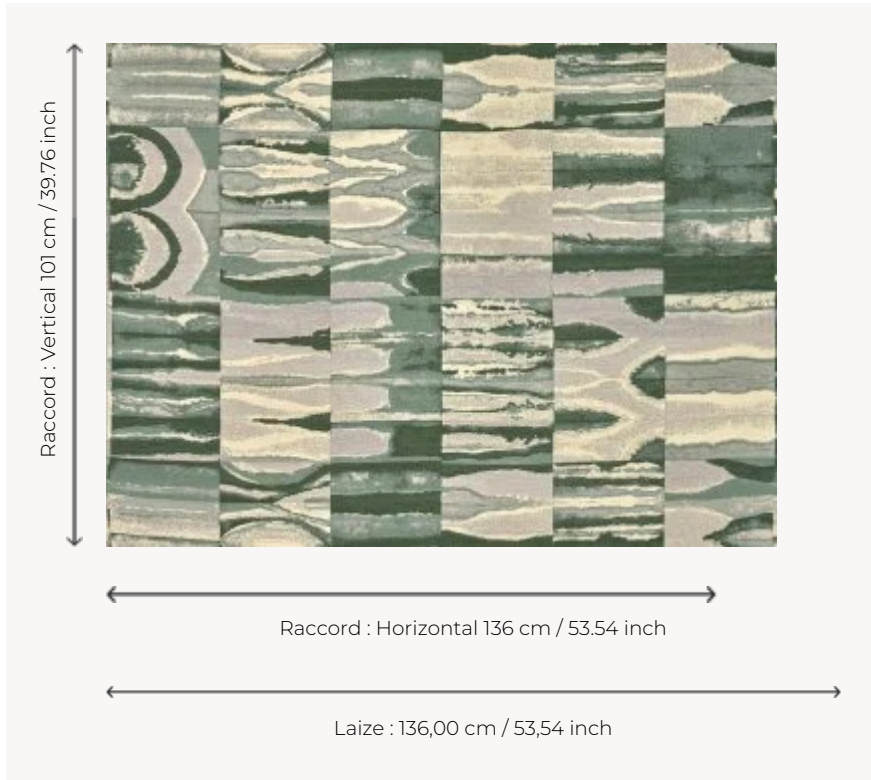 Raccord : Vertical 101 cm / 39.76 inch
Raccord : Horizontal 136 cm / 53.54 inch
Laize : 136,00 cm / 53,54 inch